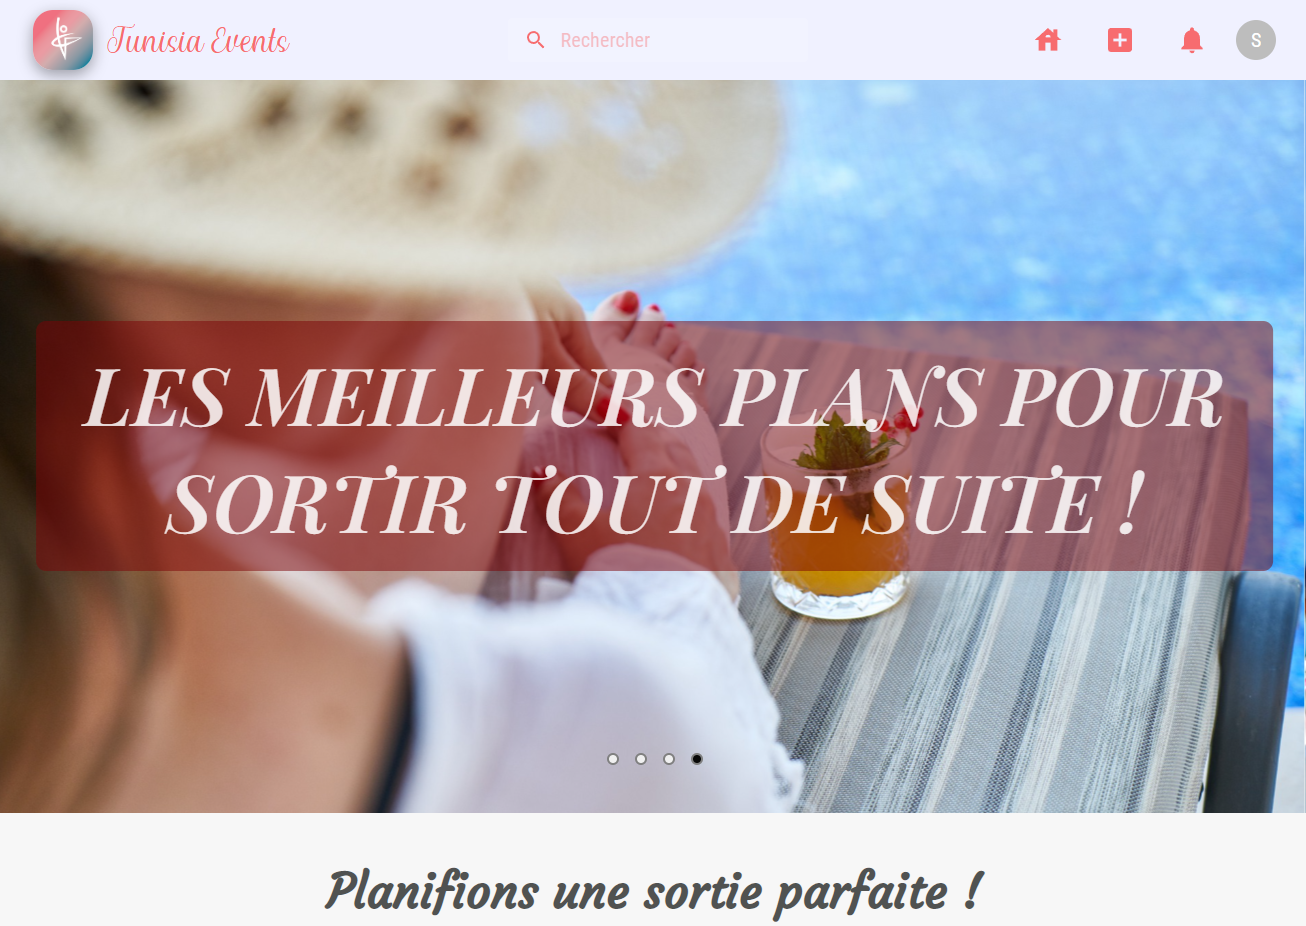 Tunisia Events
Rechercher
S
LES MEILLEURS PLANS POUR
SORTIR TOUT DE SUITE !
Planifions une sortie parfaite !